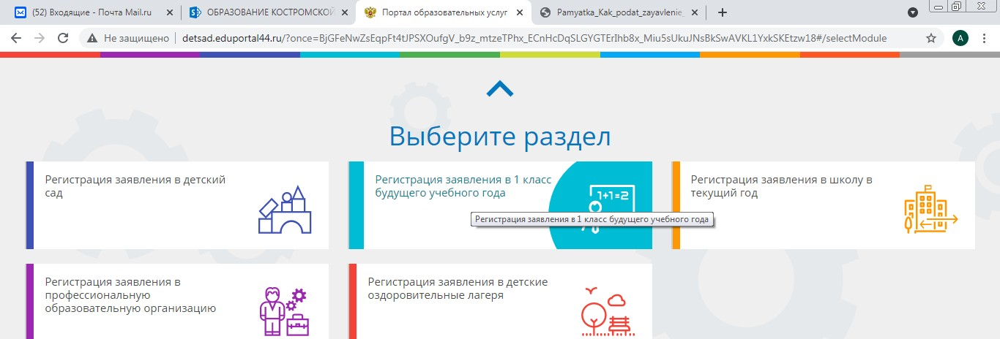 (52) Входящие - Почта Mail.ru
ОБРАЗОВАНИЕ КОСТРОМСКОЙ
Портал образовательных услуг
Pamyatka_Kak_podat_zayavlenie_
Не защищено
detsad.eduportal44.ru/?once=BjGFeNwZsEqpFt4tJPSXOufgV_b9z_mtzeTPhx_ECnHcDqSLGYGTErIhb8x_Miu5sUkuJNsBkSwAVKL1YxkSKEtzw18#/selectModule
A
Выберите раздел
Регистрация заявления в детский
сад
Регистрация заявления в 1 класс
будущего учебного года
1+1=2
Регистрация заявления в 1 класс будущего учебного года
Регистрация заявления в школу в
текущий год
Регистрация заявления в
профессиональную
образовательную организацию
Регистрация заявления в детские
оздоровительные лагеря